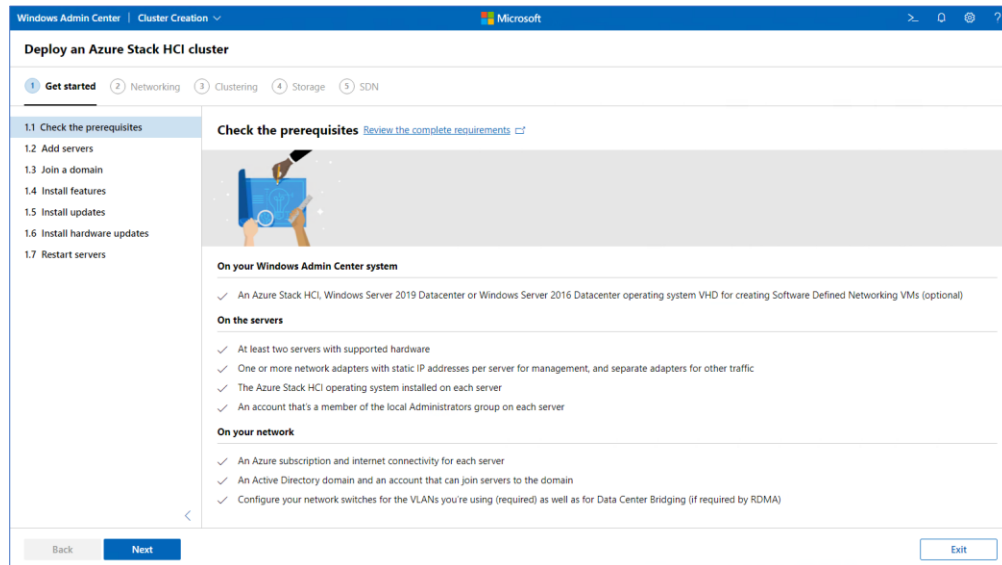 Windows Admin Center | Cluster Creation
Microsoft
?
Deploy an Azure Stack HCI cluster
1 Get started
2 Networking
3 Clustering
4 Storage
5 SDN
1.1 Check the prerequisites
1.2 Add servers
1.3 Join a domain
1.4 Install features
1.5 Install updates
1.6 Install hardware updates
1.7 Restart servers
Check the prerequisites Review the complete requirements
On your Windows Admin Center system
An Azure Stack HCI, Windows Server 2019 Datacenter or Windows Server 2016 Datacenter operating system VHD for creating Software Defined Networking VMs (optional)
On the servers
At least two servers with supported hardware
One or more network adapters with static IP addresses per server for management, and separate adapters for other traffic
The Azure Stack HCI operating system installed on each server
An account that's a member of the local Administrators group on each server
On your network
An Azure subscription and internet connectivity for each server
An Active Directory domain and an account that can join servers to the domain
Configure your network switches for the VLANs you're using (required) as well as for Data Center Bridging (if required by RDMA)
Back
Next
Exit